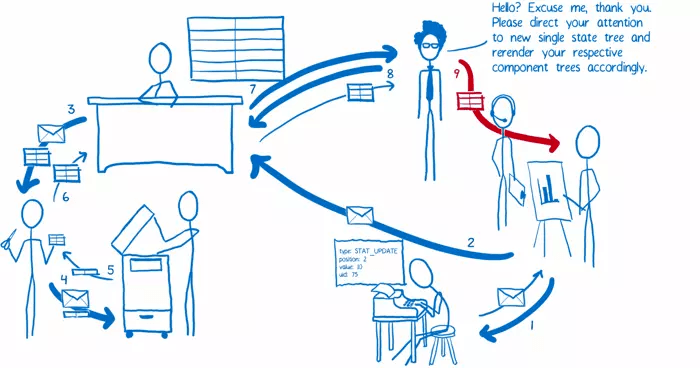 Hello? Excuse me, thank you.
Please direct your attention
to new single state tree and
rerender your respective
component trees accordingly.
7
8
9
3
6
4
5
2
type: STAT_UPDATE
position: 2
value: 10
uid: 75
1